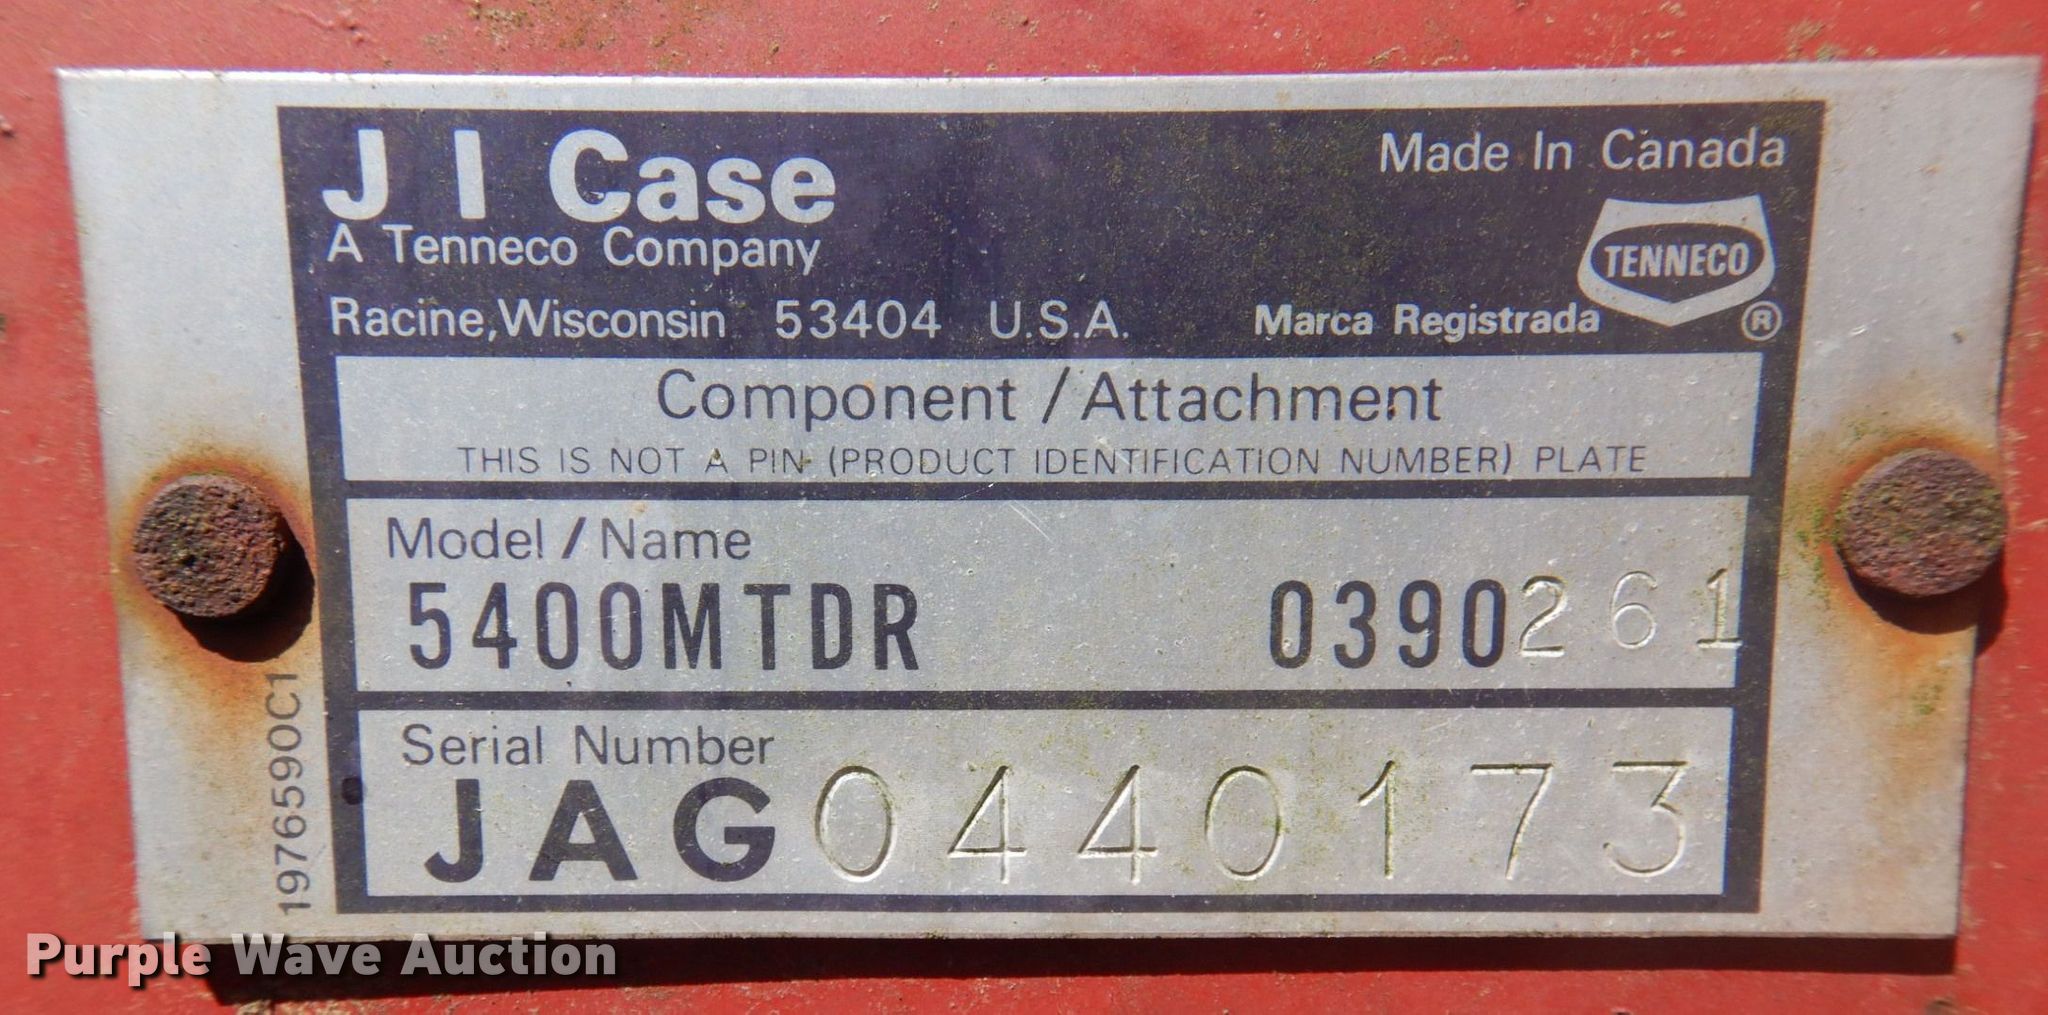 J I Case
Made In Canada
A Tenneco Company
TENNECO
Racine, Wisconsin 53404 U.S.A.
Marca Registrada ®
Component / Attachment
THIS IS NOT A PIN (PRODUCT IDENTIFICATION NUMBER) PLATE
Model / Name
5400MTDR 0390261
Serial Number
JAG0440173
1976590C1
Purple Wave Auction